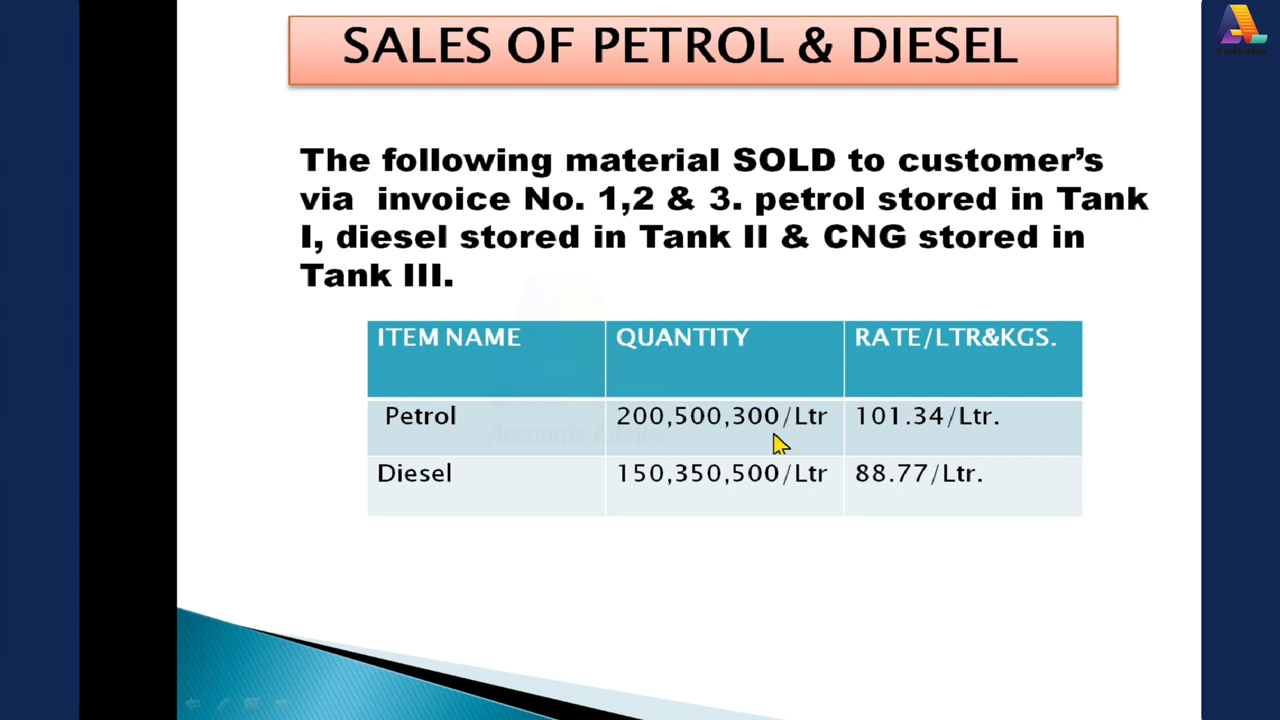 SALES OF PETROL & DIESEL
The following material SOLD to customer's
via invoice No. 1,2 & 3. petrol stored in Tank
I, diesel stored in Tank II & CNG stored in
Tank III.
ITEM NAME QUANTITY RATE/LTR&KGS.
Petrol 200,500,300/Ltr 101.34/Ltr.
Diesel 150,350,500/Ltr 88.77/Ltr.
Accounts Advice